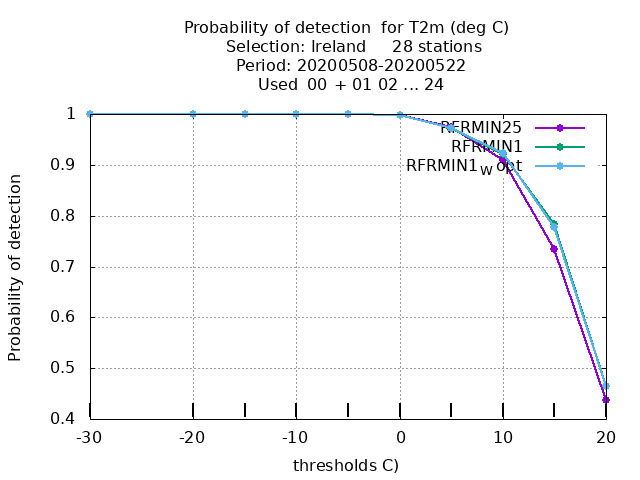 Probability of detection for T2m (deg C)
Selection: Ireland 28 stations
Period: 20200508-20200522
Used 00 + 01 02 ... 24
RFRMIN25
RFRMIN1
RFRMIN1W opt
1
0.9
0.8
0.7
0.6
0.5
0.4
Probability of detection
-30 -20 -10 0 10 20
thresholds C)